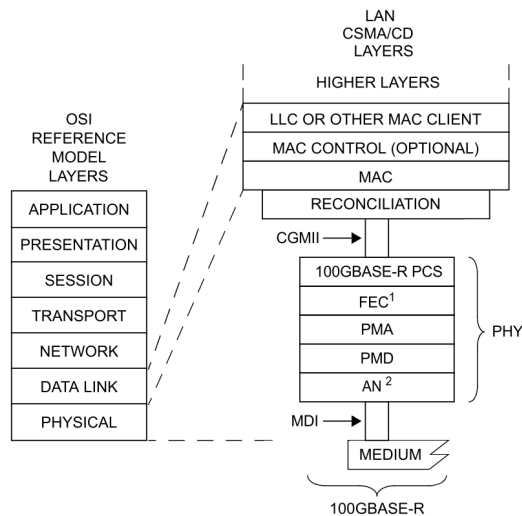 LAN
CSMA/CD
LAYERS
HIGHER LAYERS
LLC OR OTHER MAC CLIENT
MAC CONTROL (OPTIONAL)
MAC
RECONCILIATION
CGMII
100GBASE-R PCS
FEC¹
PMA
PMD
AN ²
PHY
MDI
MEDIUM
100GBASE-R
OSI
REFERENCE
MODEL
LAYERS
APPLICATION
PRESENTATION
SESSION
TRANSPORT
NETWORK
DATA LINK
PHYSICAL